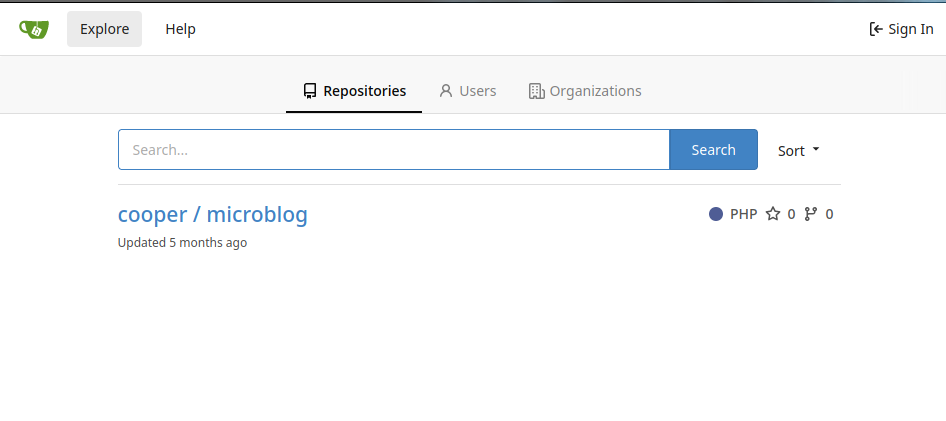 Explore Help Sign In
Repositories Users Organizations
Search... Search Sort
cooper / microblog PHP 0 0
Updated 5 months ago